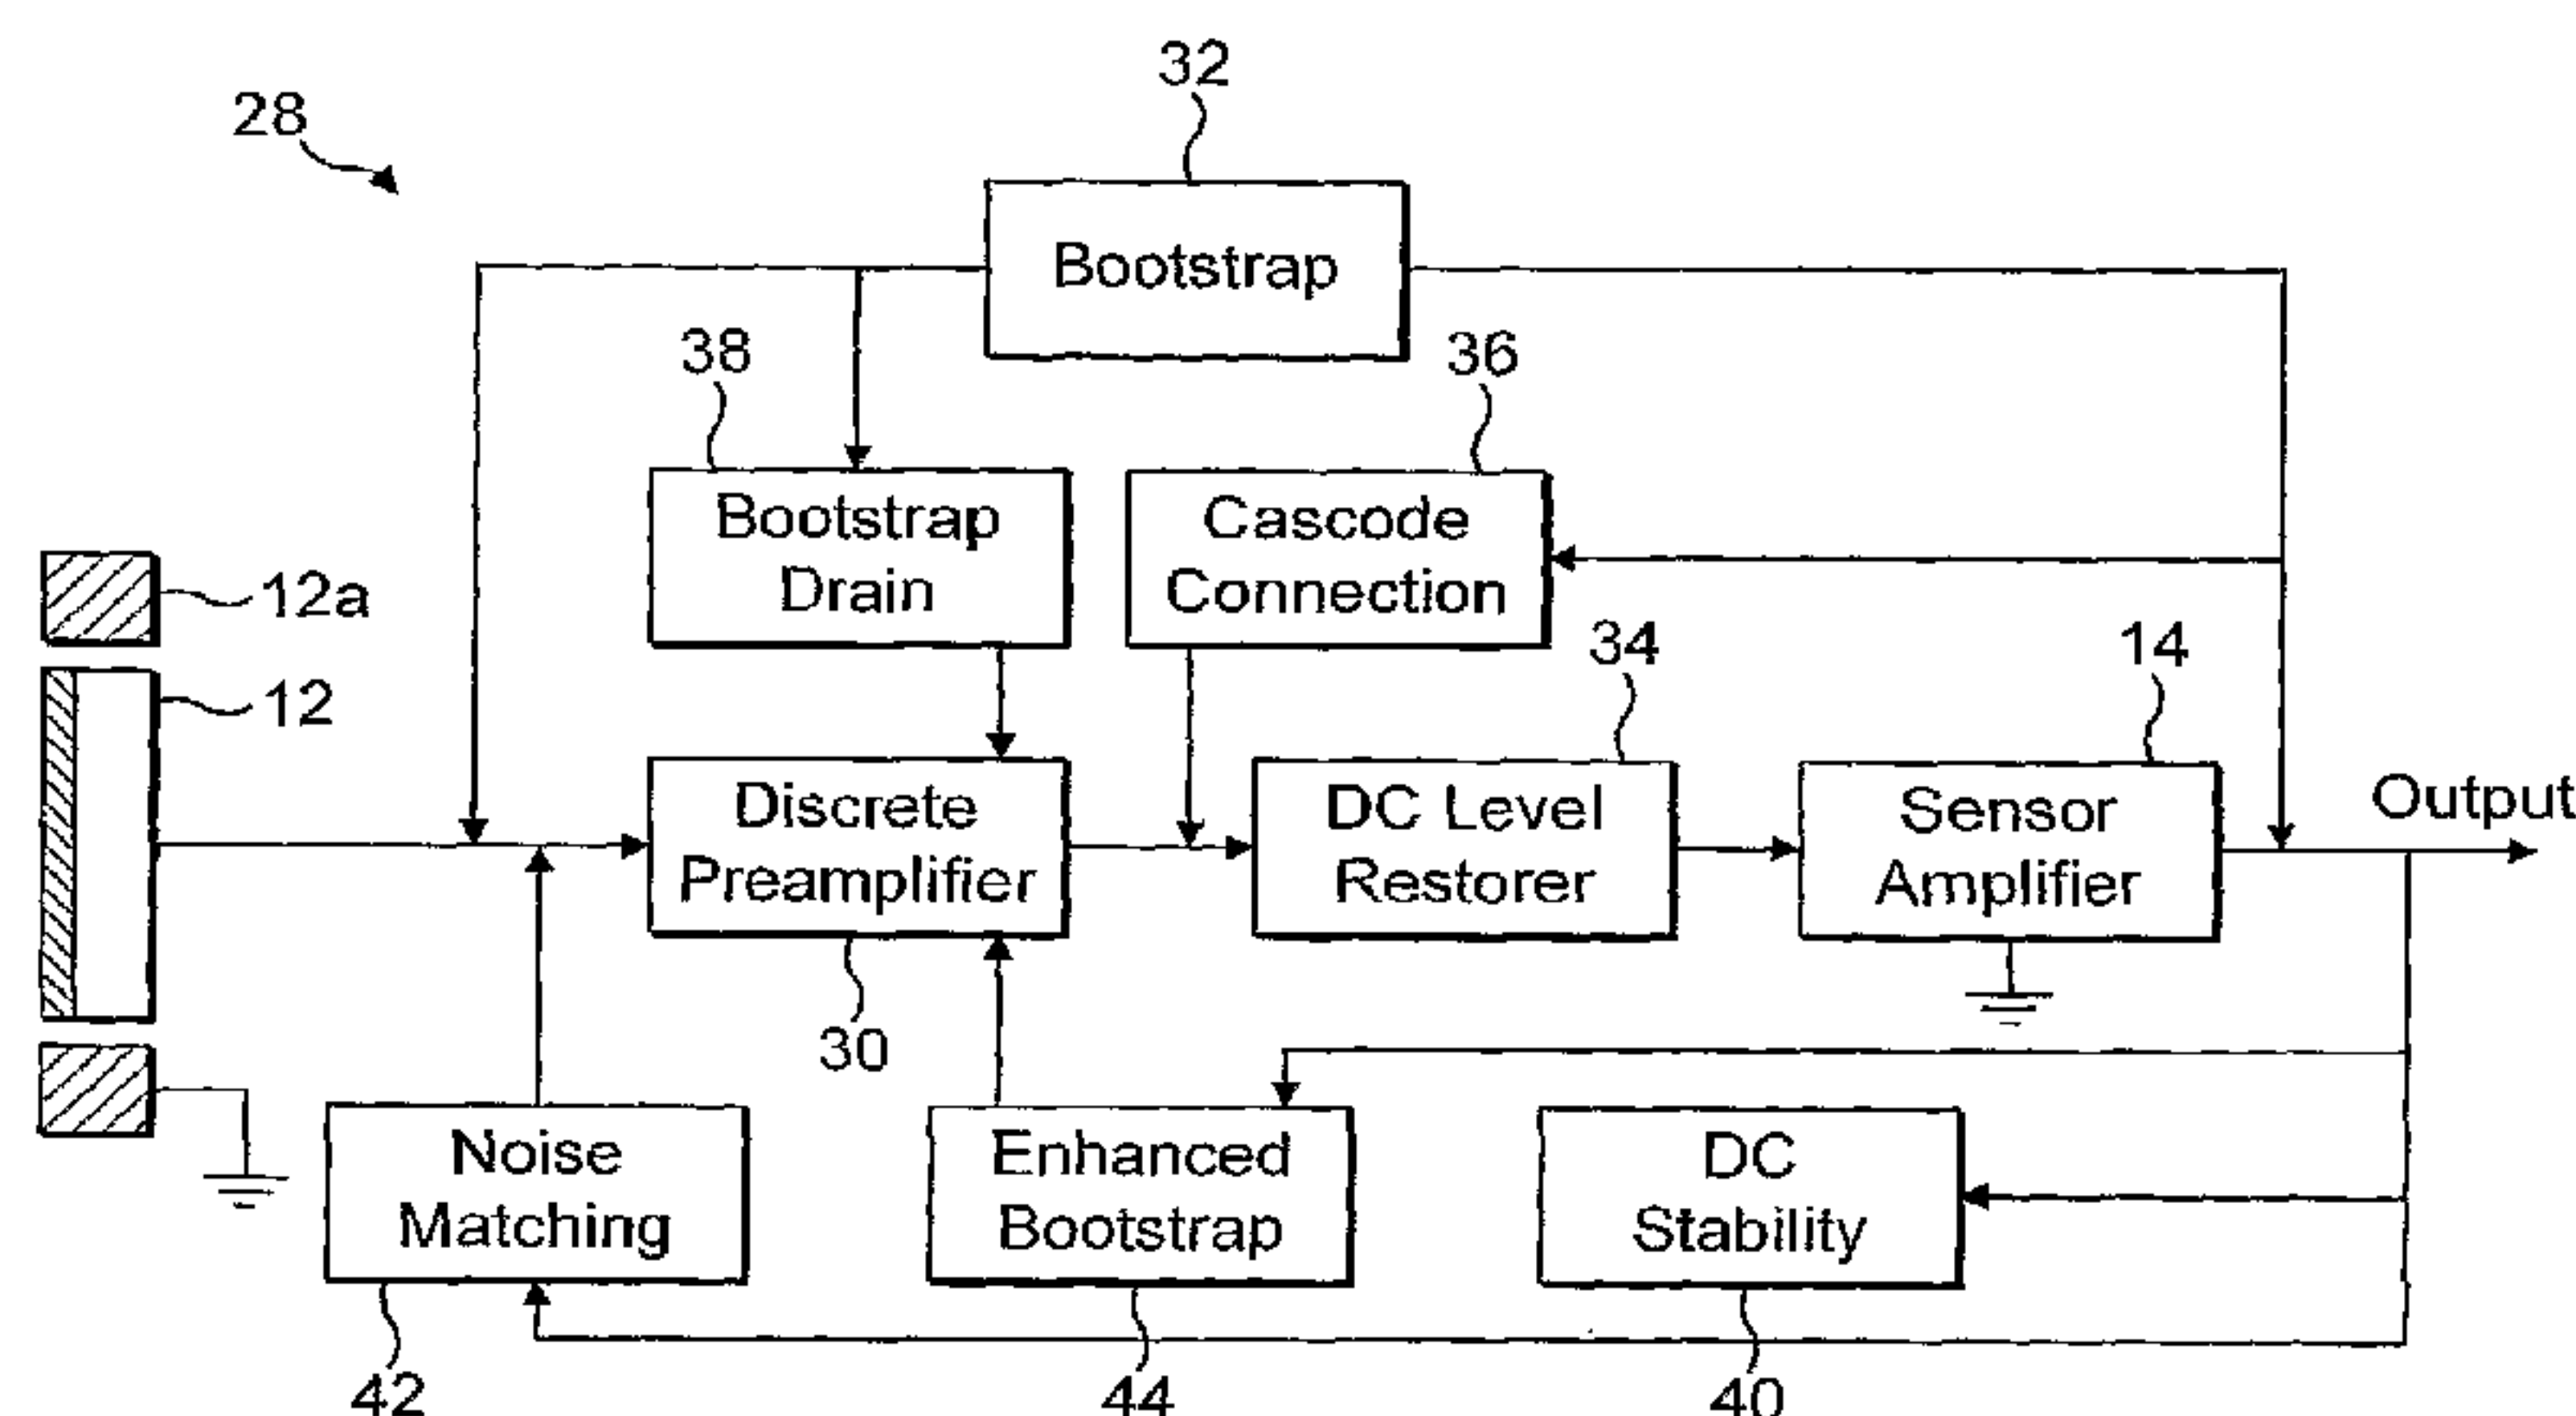 32
28
Bootstrap
38
36
Bootstrap
Drain
Cascode
Connection
12a
34
14
12
Discrete
Preamplifier
DC Level
Restorer
Sensor
Amplifier
Output
30
Noise
Matching
Enhanced
Bootstrap
DC
Stability
42
44
40